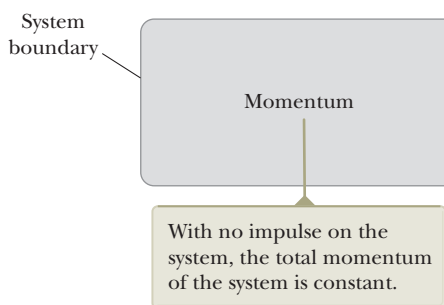 System
boundary
Momentum
With no impulse on the
system, the total momentum
of the system is constant.